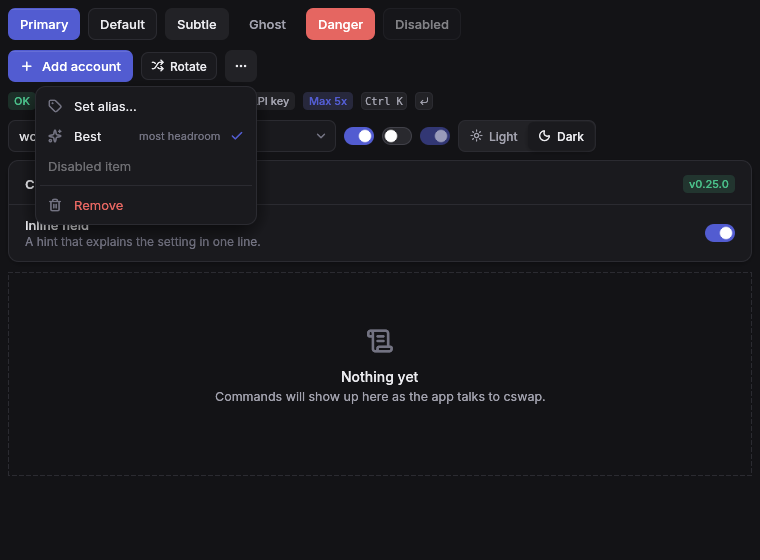 Primary Default Subtle Ghost Danger Disabled
Add account Rotate
OK API key Max 5x Ctrl K
Light Dark
Set alias...
Best most headroom
Disabled item
Remove
v0.25.0
Inline field
A hint that explains the setting in one line.
Nothing yet
Commands will show up here as the app talks to cswap.